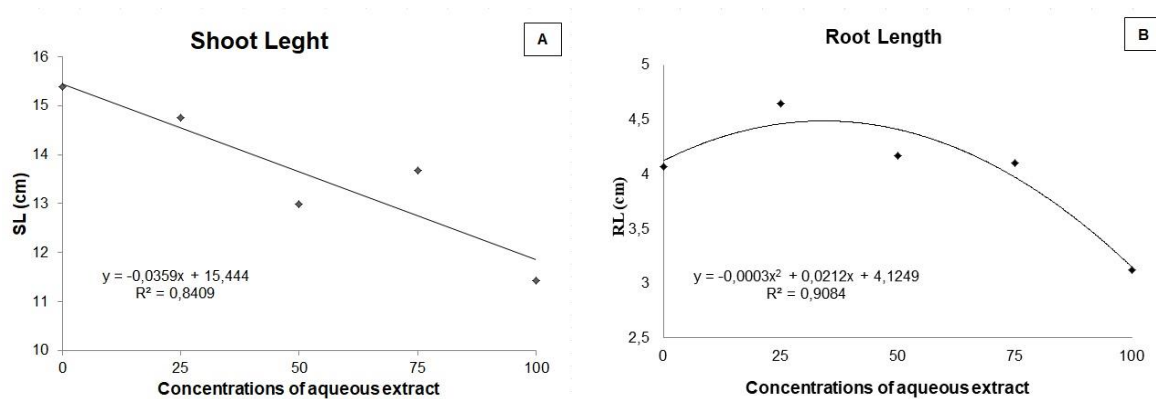 Shoot Leght
A
16
15
14
13
12
11
10
SL (cm)
y = -0,0359x + 15,444
R² = 0,8409
0 25 50 75 100
Concentrations of aqueous extract
Root Length
B
5
4,5
4
3,5
3
2,5
RL (cm)
y = -0,0003x² + 0,0212x + 4,1249
R² = 0,9084
0 25 50 75 100
Concentrations of aqueous extract